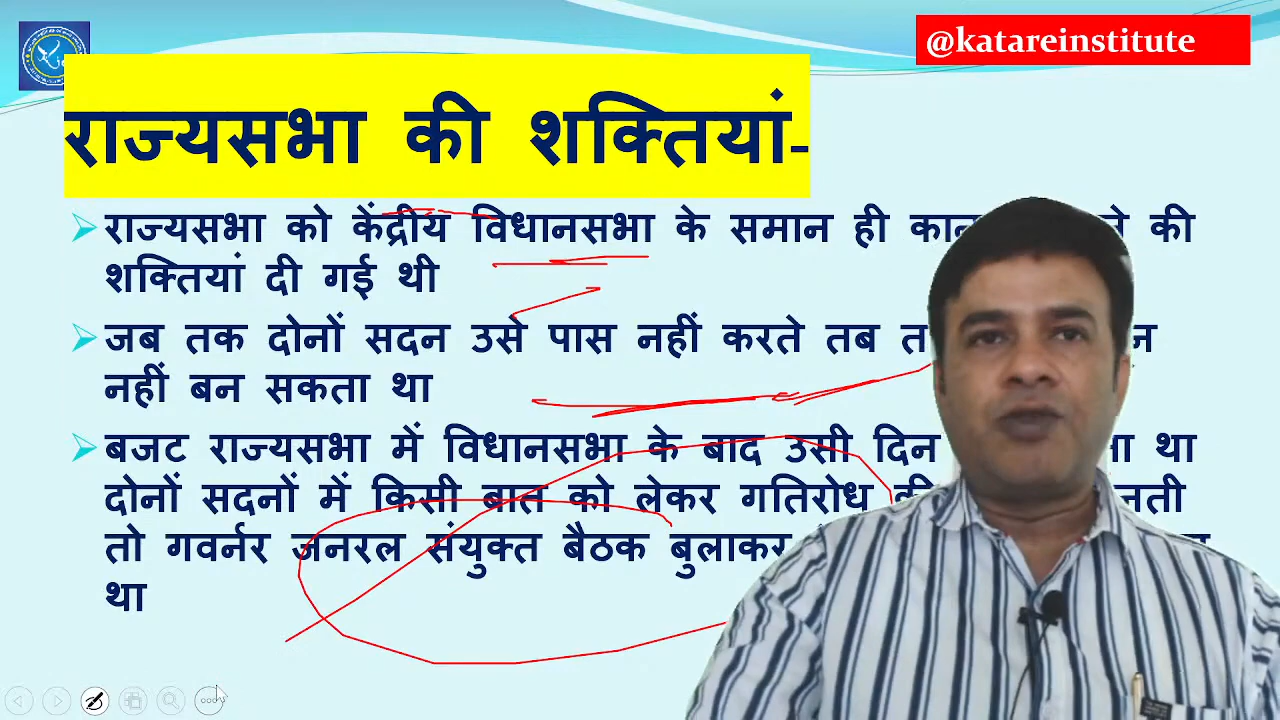 @katareinstitute
राज्यसभा की शक्तियां-
राज्यसभा को केंद्रीय विधानसभा के समान ही की
शक्तियां दी गई थी
जब तक दोनों सदन उसे पास नहीं करते तब
नहीं बन सकता था
बजट राज्यसभा में विधानसभा के बाद उसी दिन था
दोनों सदनों में किसी बात को लेकर गतिरोध
तो गवर्नर जनरल संयुक्त बैठक बुलाकर
था